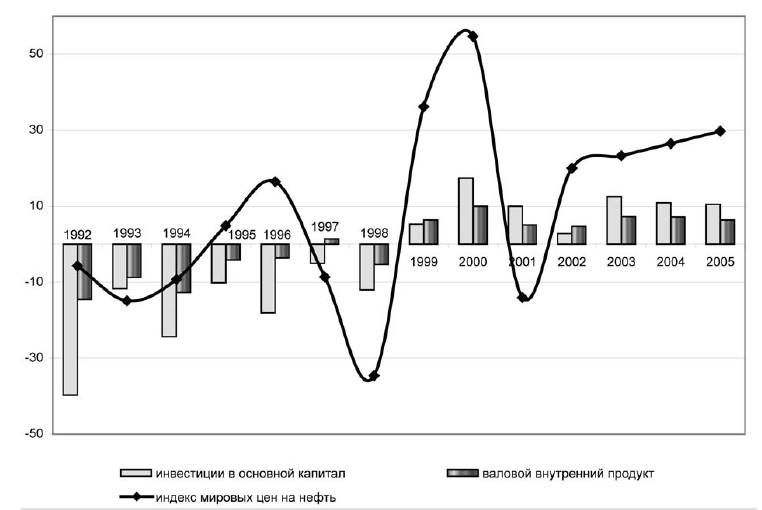 50
30
10
1992 1993 1994 1995 1996 1997 1998
1999 2000 2001 2002 2003 2004 2005
-10
-30
-50
инвестиции в основной капитал валовой внутренний продукт
индекс мировых цен на нефть